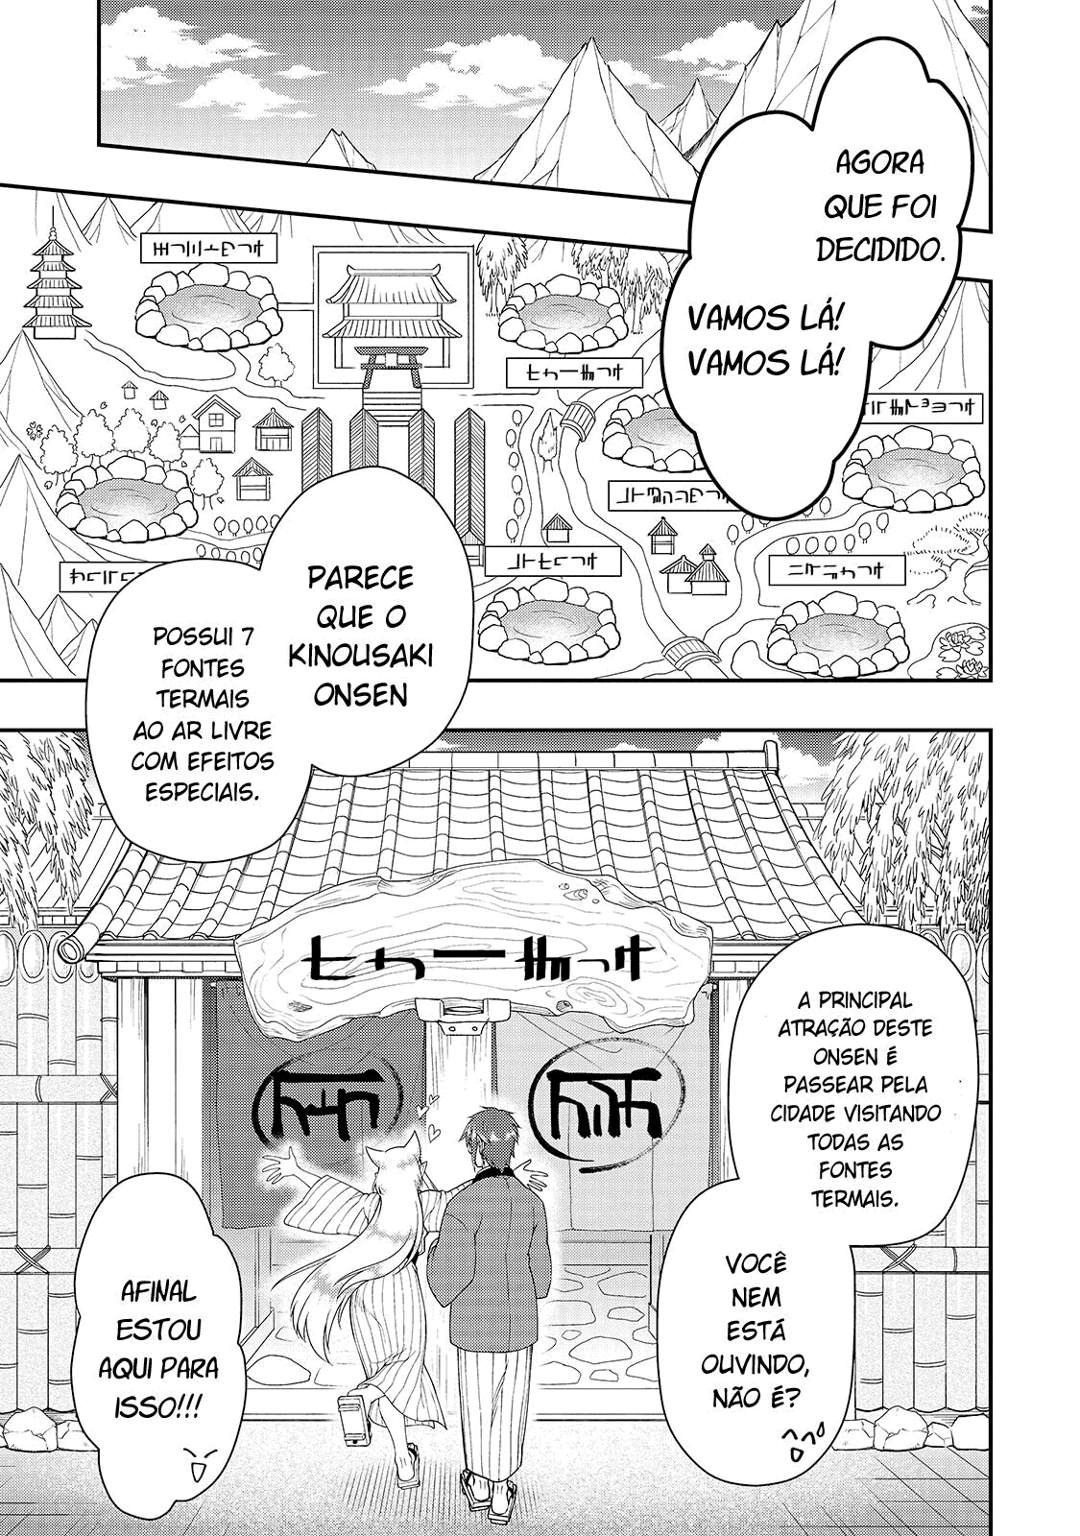 AGORA
QUE FOI
DECIDIDO.
VAMOS LÁ!
VAMOS LÁ!
PARECE
QUE O
KINOUSAKI
ONSEN
POSSUI 7
FONTES
TERMAIS
AO AR LIVRE
COM EFEITOS
ESPECIAIS.
A PRINCIPAL
ATRAÇÃO DESTE
ONSEN É
PASSEAR PELA
CIDADE VISITANDO
TODAS AS
FONTES
TERMAIS.
VOCÊ
NEM
ESTÁ
OUVINDO,
NÃO É?
AFINAL
ESTOU
AQUI PARA
ISSO!!!